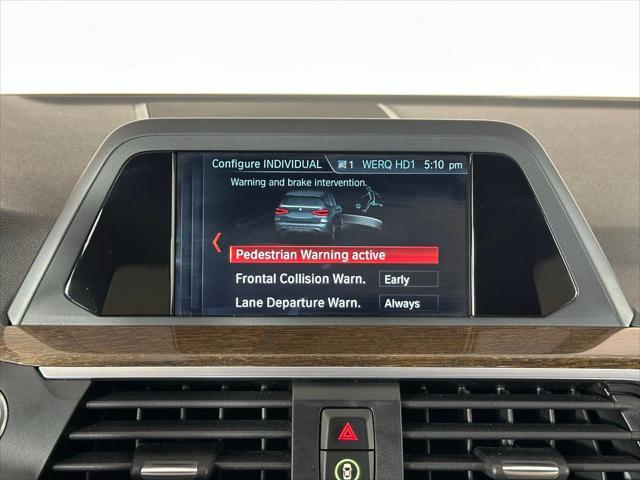 Configure INDIVIDUAL 1 WERQ HD1 5:10 pm
Warning and brake intervention.
Pedestrian Warning active
Frontal Collision Warn. Early
Lane Departure Warn. Always